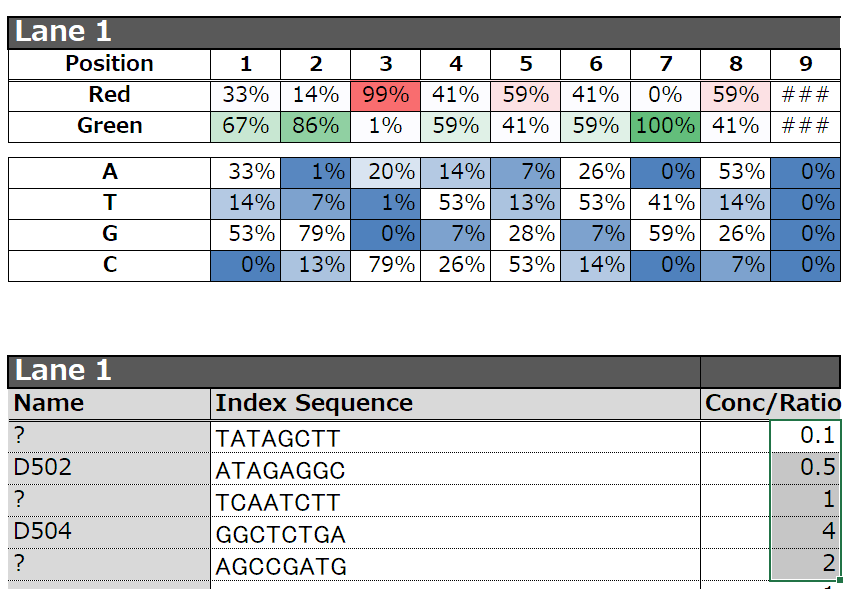 Lane 1
Position 1 2 3 4 5 6 7 8 9
Red 33% 14% 99% 41% 59% 41% 0% 59% ###
Green 67% 86% 1% 59% 41% 59% 100% 41% ###
A 33% 1% 20% 14% 7% 26% 0% 53% 0%
T 14% 7% 1% 53% 13% 53% 41% 14% 0%
G 53% 79% 0% 7% 28% 7% 59% 26% 0%
C 0% 13% 79% 26% 53% 14% 0% 7% 0%
Lane 1
Name Index Sequence Conc/Ratio
? TATAGCTT 0.1
D502 ATAGAGGC 0.5
? TCAATCTT 1
D504 GGCTCTGA 4
? AGCCGATG 2